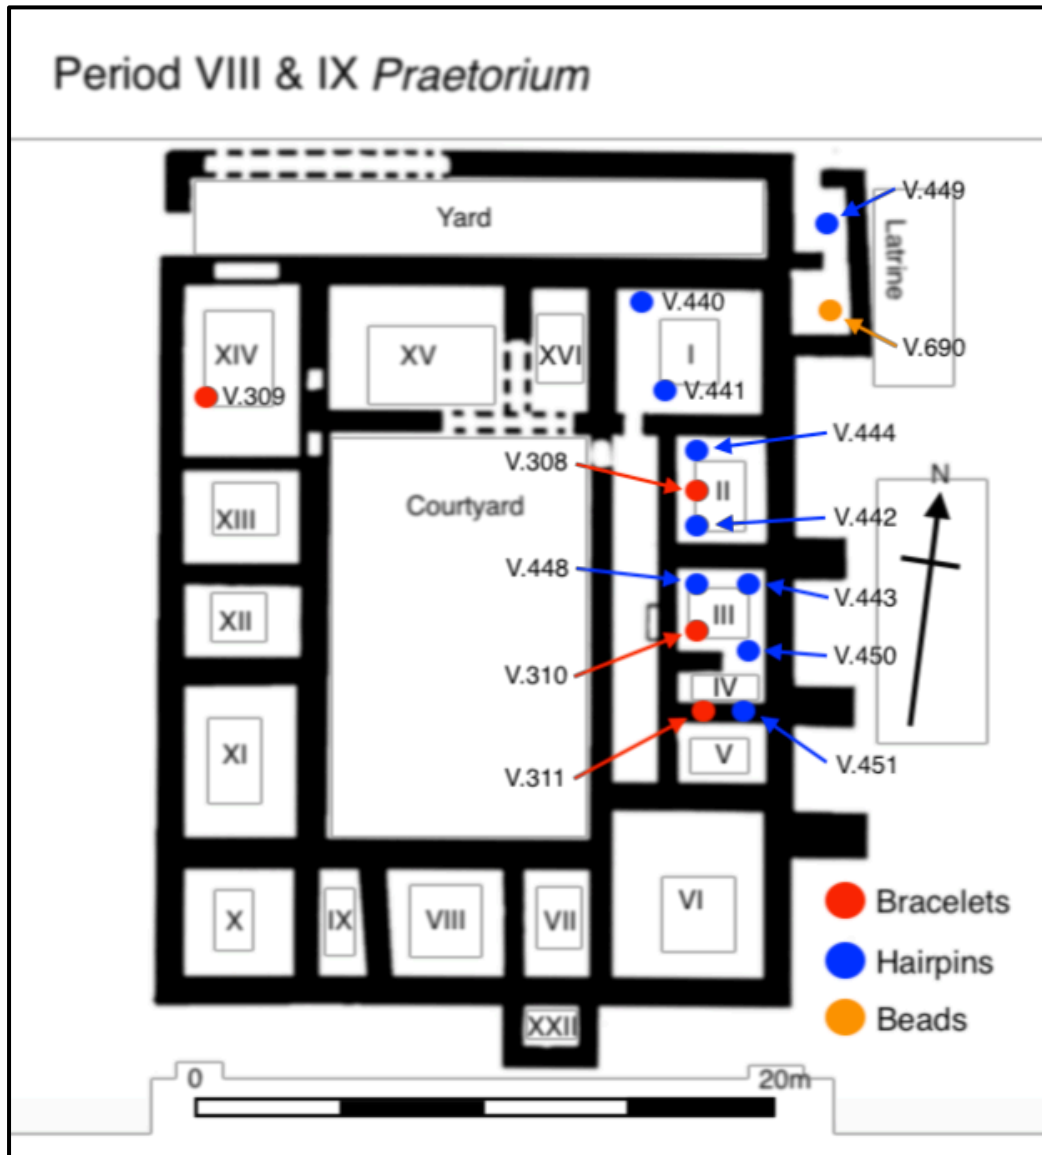 Period VIII & IX Praetorium
Yard
V.449
Latrine
V.440
XIV
XV
XVI
I
V.690
V.309
V.441
V.444
V.308
II
Courtyard
N
XIII
V.442
V.448
V.443
XII
III
V.450
V.310
IV
XI
V
V.451
V.311
VI
Bracelets
X
IX
VIII
VII
Hairpins
Beads
XXII
0
20m